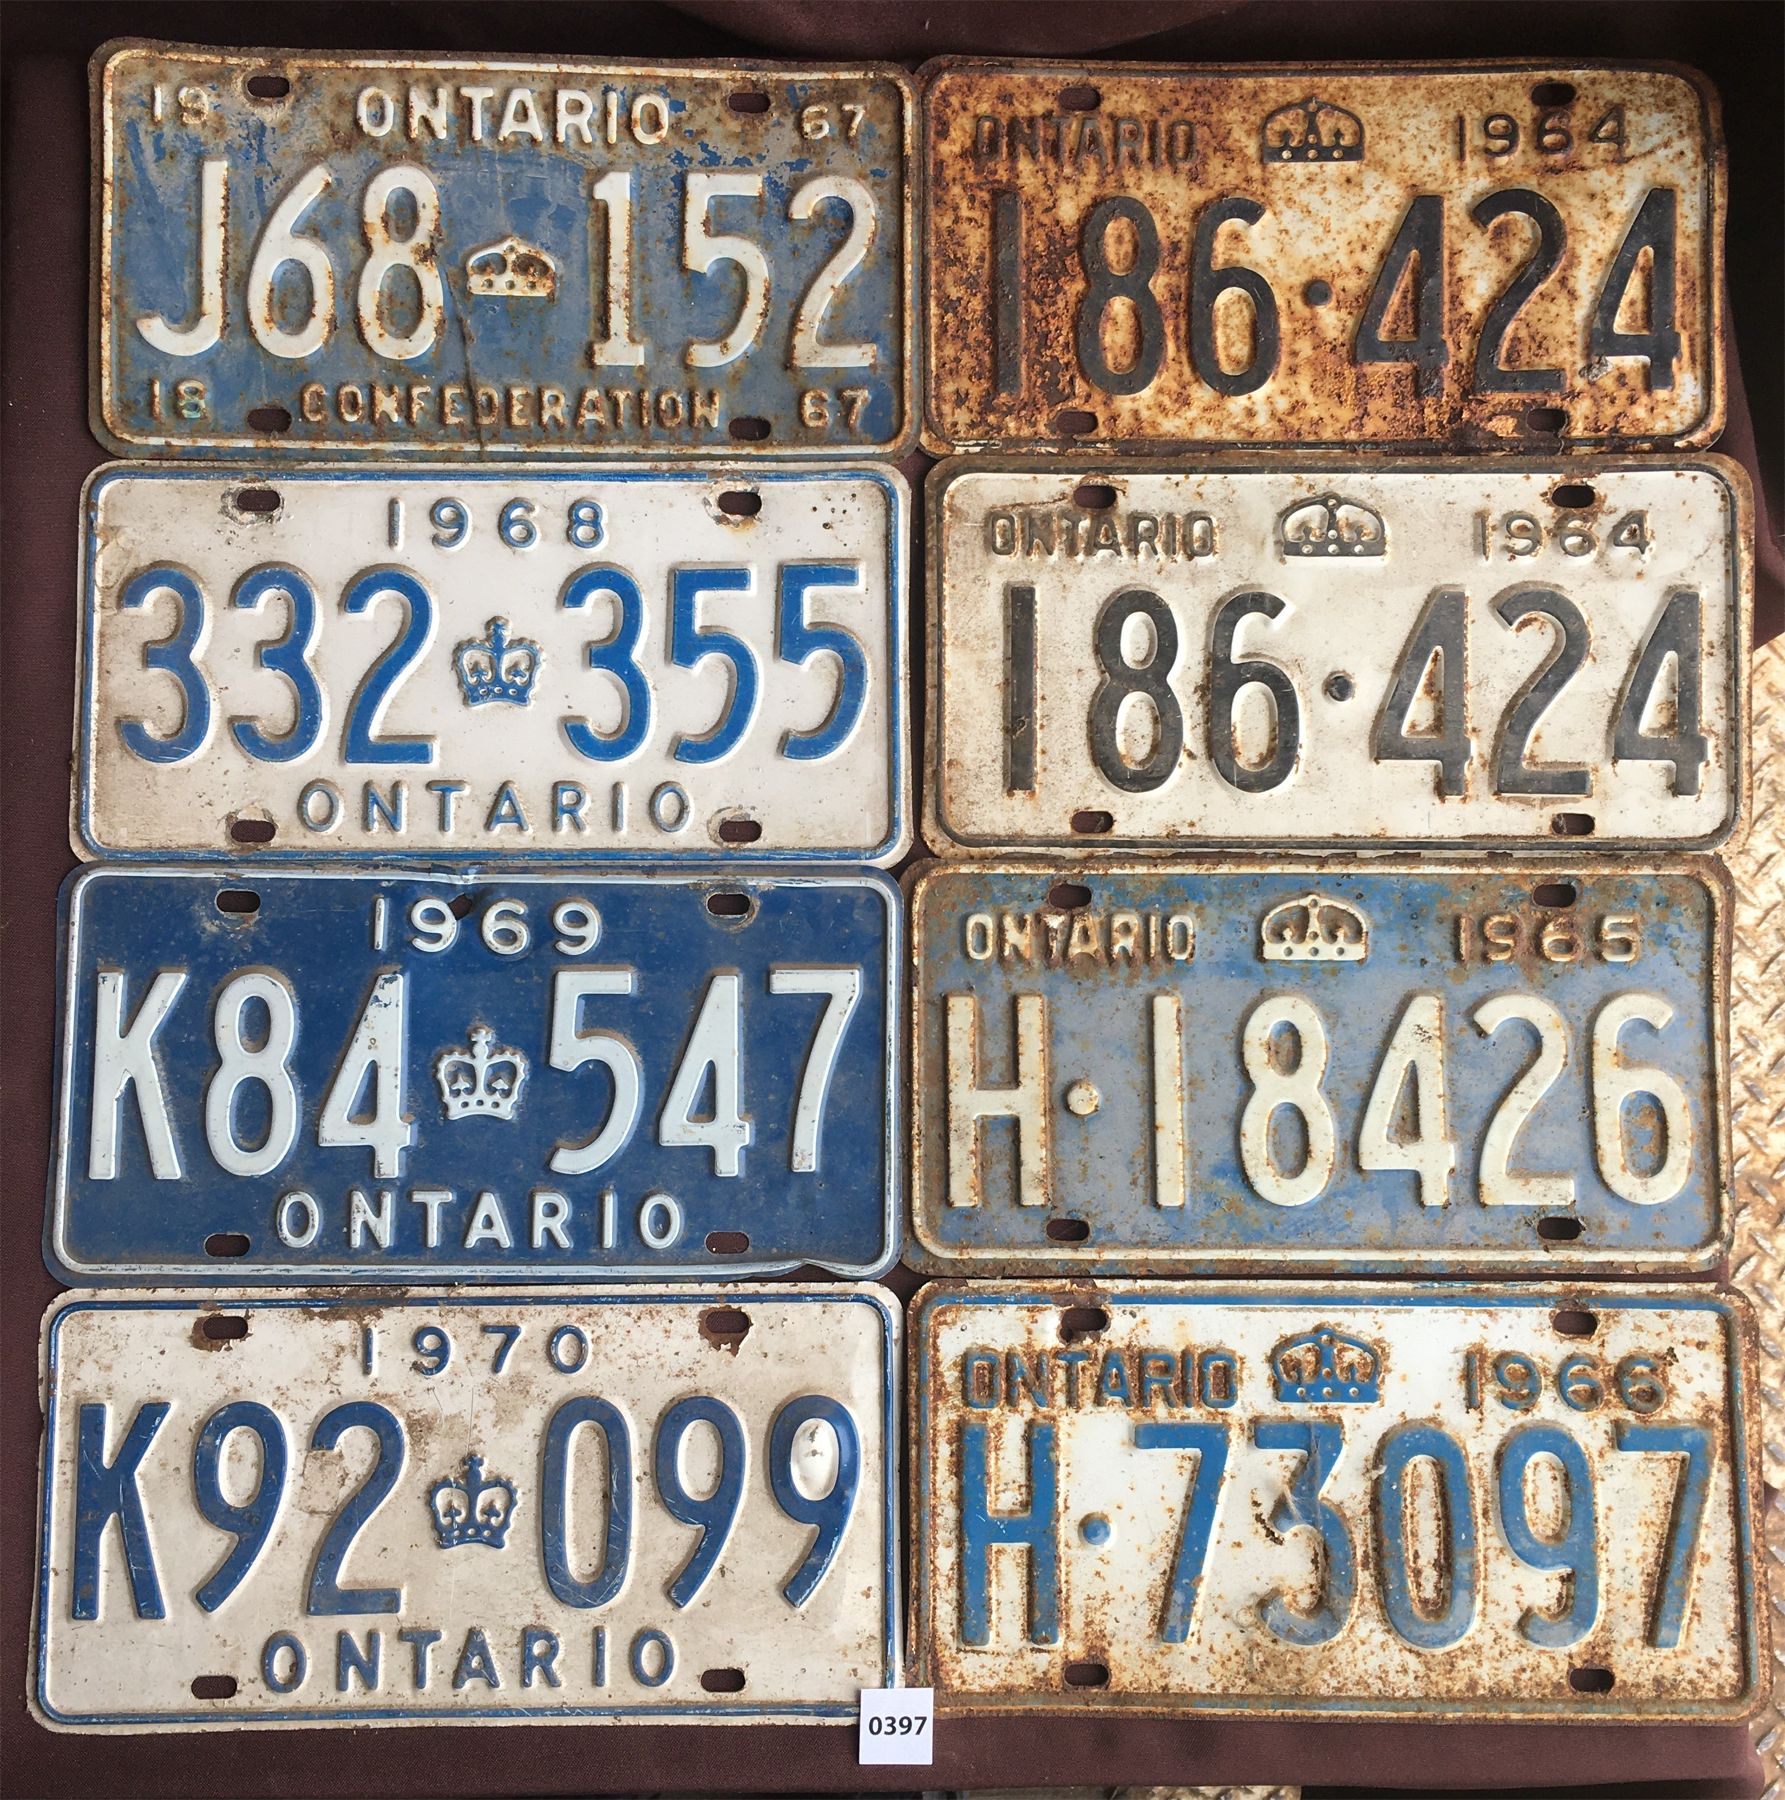 19 ONTARIO 67
J68 152
18 CONFEDERATION 67
1968
332 355
ONTARIO
1969
K84 547
ONTARIO
1970
K92 099
ONTARIO
ONTARIO 1964
186·424
ONTARIO 1964
186·424
ONTARIO 1965
H·18426
ONTARIO 1966
H·73097
0397